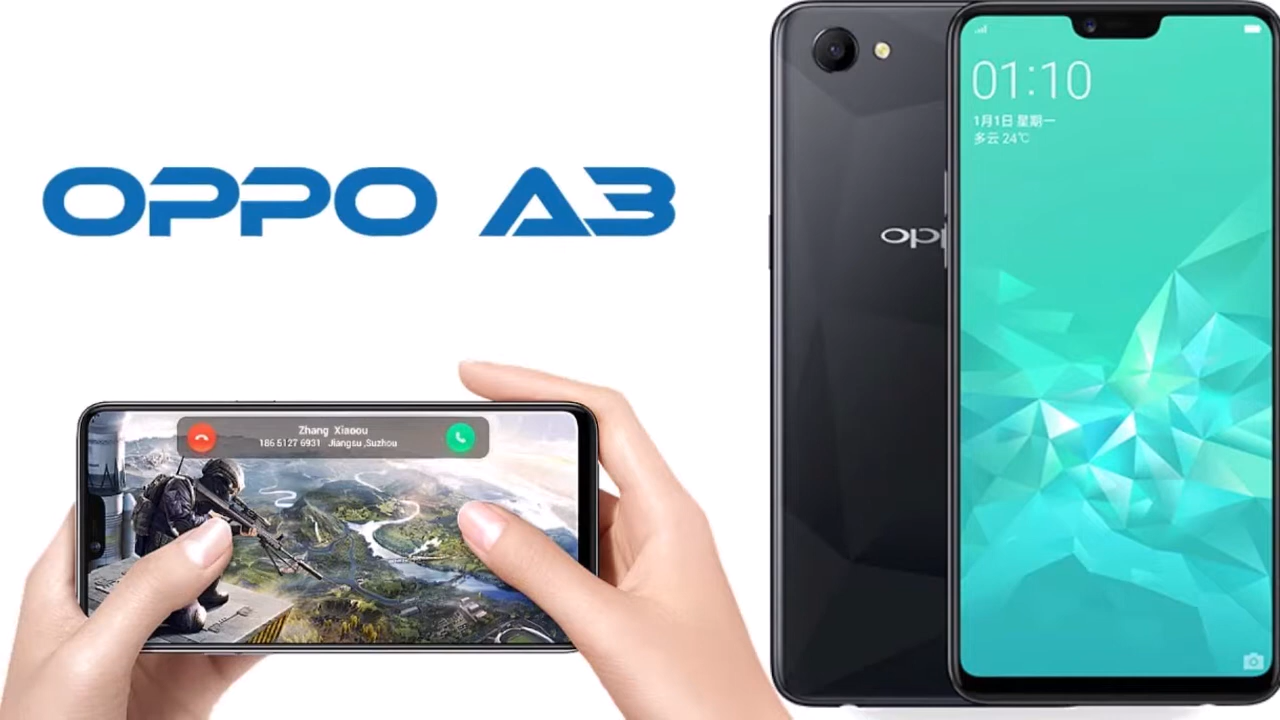 OPPO A3
Zhang Xiaoou
186 5127 6931 Jiangsu ,Suzhou
opp
01:10
1月1日 星期一
多云 24℃